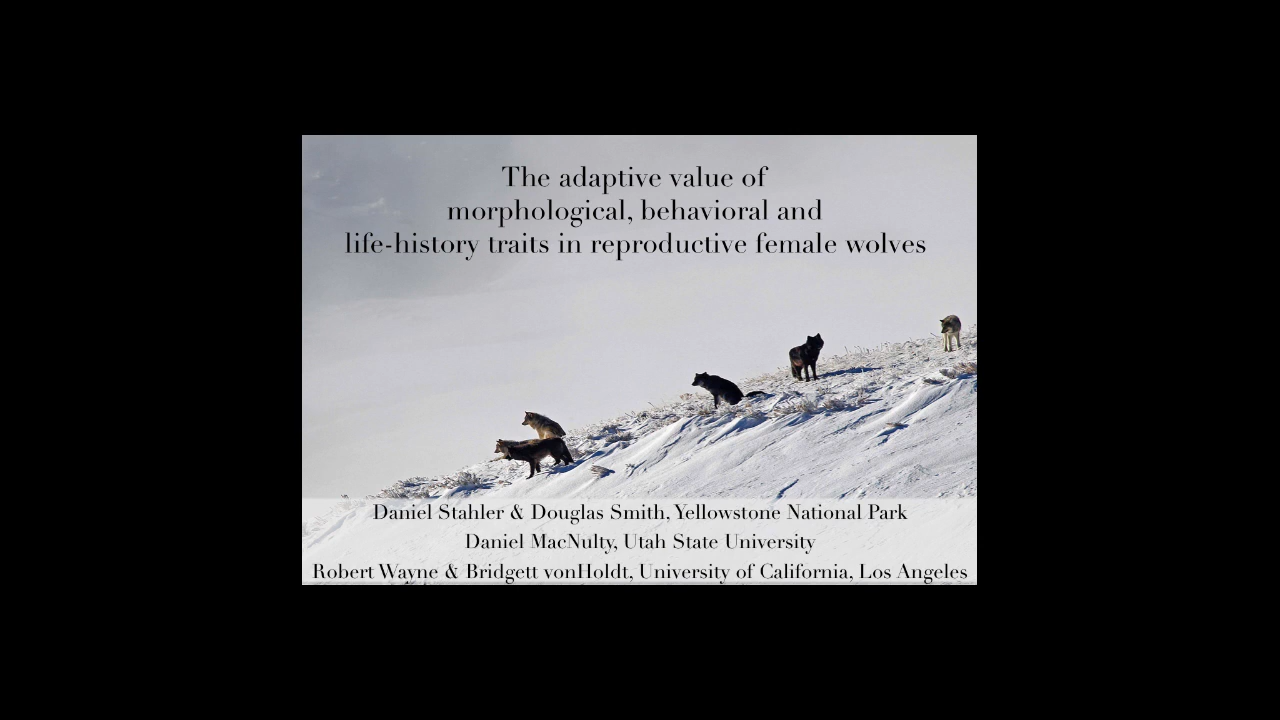 The adaptive value of
morphological, behavioral and
life-history traits in reproductive female wolves
Daniel Stahler & Douglas Smith, Yellowstone National Park
Daniel MacNulty, Utah State University
Robert Wayne & Bridgett vonHoldt, University of California, Los Angeles